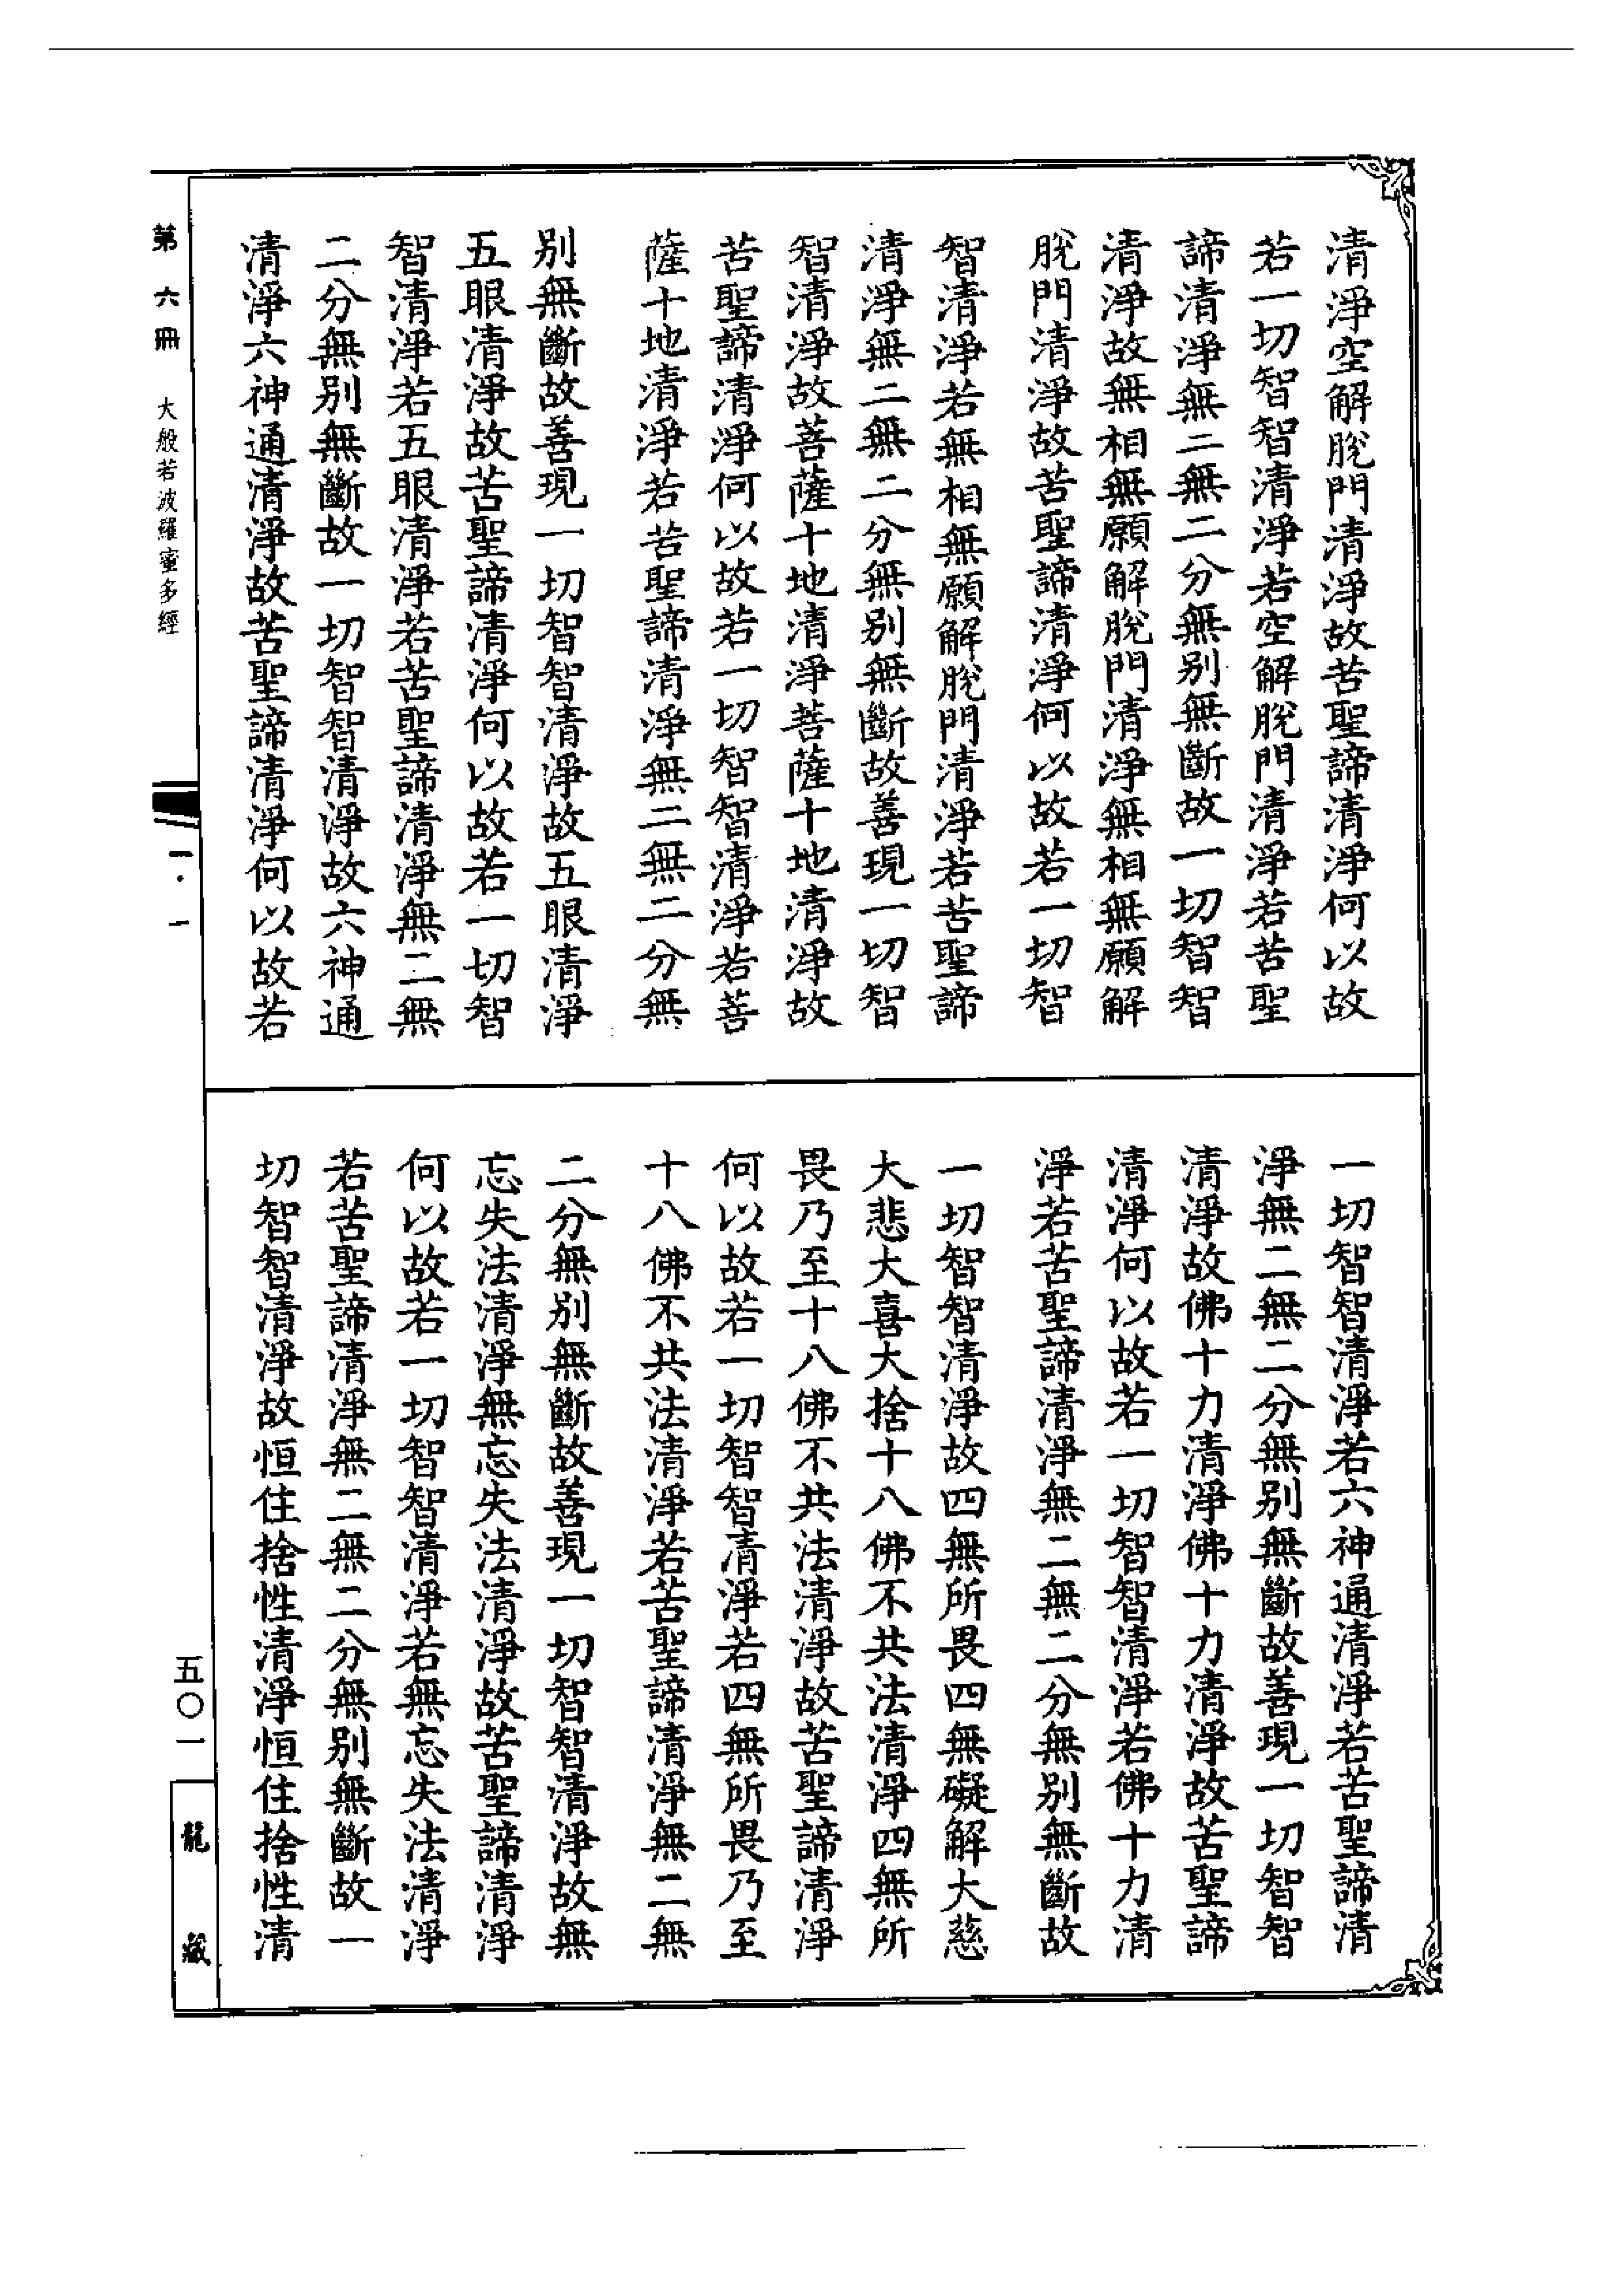 清淨空解脫門清淨故苦聖諦清淨何以故
若一切智智清淨若空解脫門清淨若苦聖
諦清淨無二無二分無别無斷故一切智智
清淨故無相無願解脫門清淨無相無願解
脫門清淨故苦聖諦清淨何以故若一切智
智清淨若無相無願解脫門清淨若苦聖諦
清淨無二無二分無别無斷故善現一切智
智清淨故菩薩十地清淨菩薩十地清淨故
苦聖諦清淨何以故若一切智智清淨若菩
薩十地清淨若苦聖諦清淨無二無二分無
别無斷故善現一切智智清淨故五眼清淨
五眼清淨故苦聖諦清淨何以故若一切智
智清淨若五眼清淨若苦聖諦清淨無二無
二分無别無斷故一切智智清淨故六神通
清淨六神通清淨故苦聖諦清淨何以故若
一切智智清淨若六神通清淨若苦聖諦清
淨無二無二分無别無斷故善現一切智智
清淨故佛十力清淨佛十力清淨故苦聖諦
清淨何以故若一切智智清淨若佛十力清
淨若苦聖諦清淨無二無二分無别無斷故
一切智智清淨故四無所畏四無礙解大慈
大悲大喜大捨十八佛不共法清淨四無所
畏乃至十八佛不共法清淨故苦聖諦清淨
何以故若一切智智清淨若四無所畏乃至
十八佛不共法清淨若苦聖諦清淨無二無
二分無别無斷故善現一切智智清淨故無
忘失法清淨無忘失法清淨故苦聖諦清淨
何以故若一切智智清淨若無忘失法清淨
若苦聖諦清淨無二無二分無别無斷故一
切智智清淨故恒住捨性清淨恒住捨性清
第六冊 大般若波羅蜜多經
一·一
五〇一
龍藏